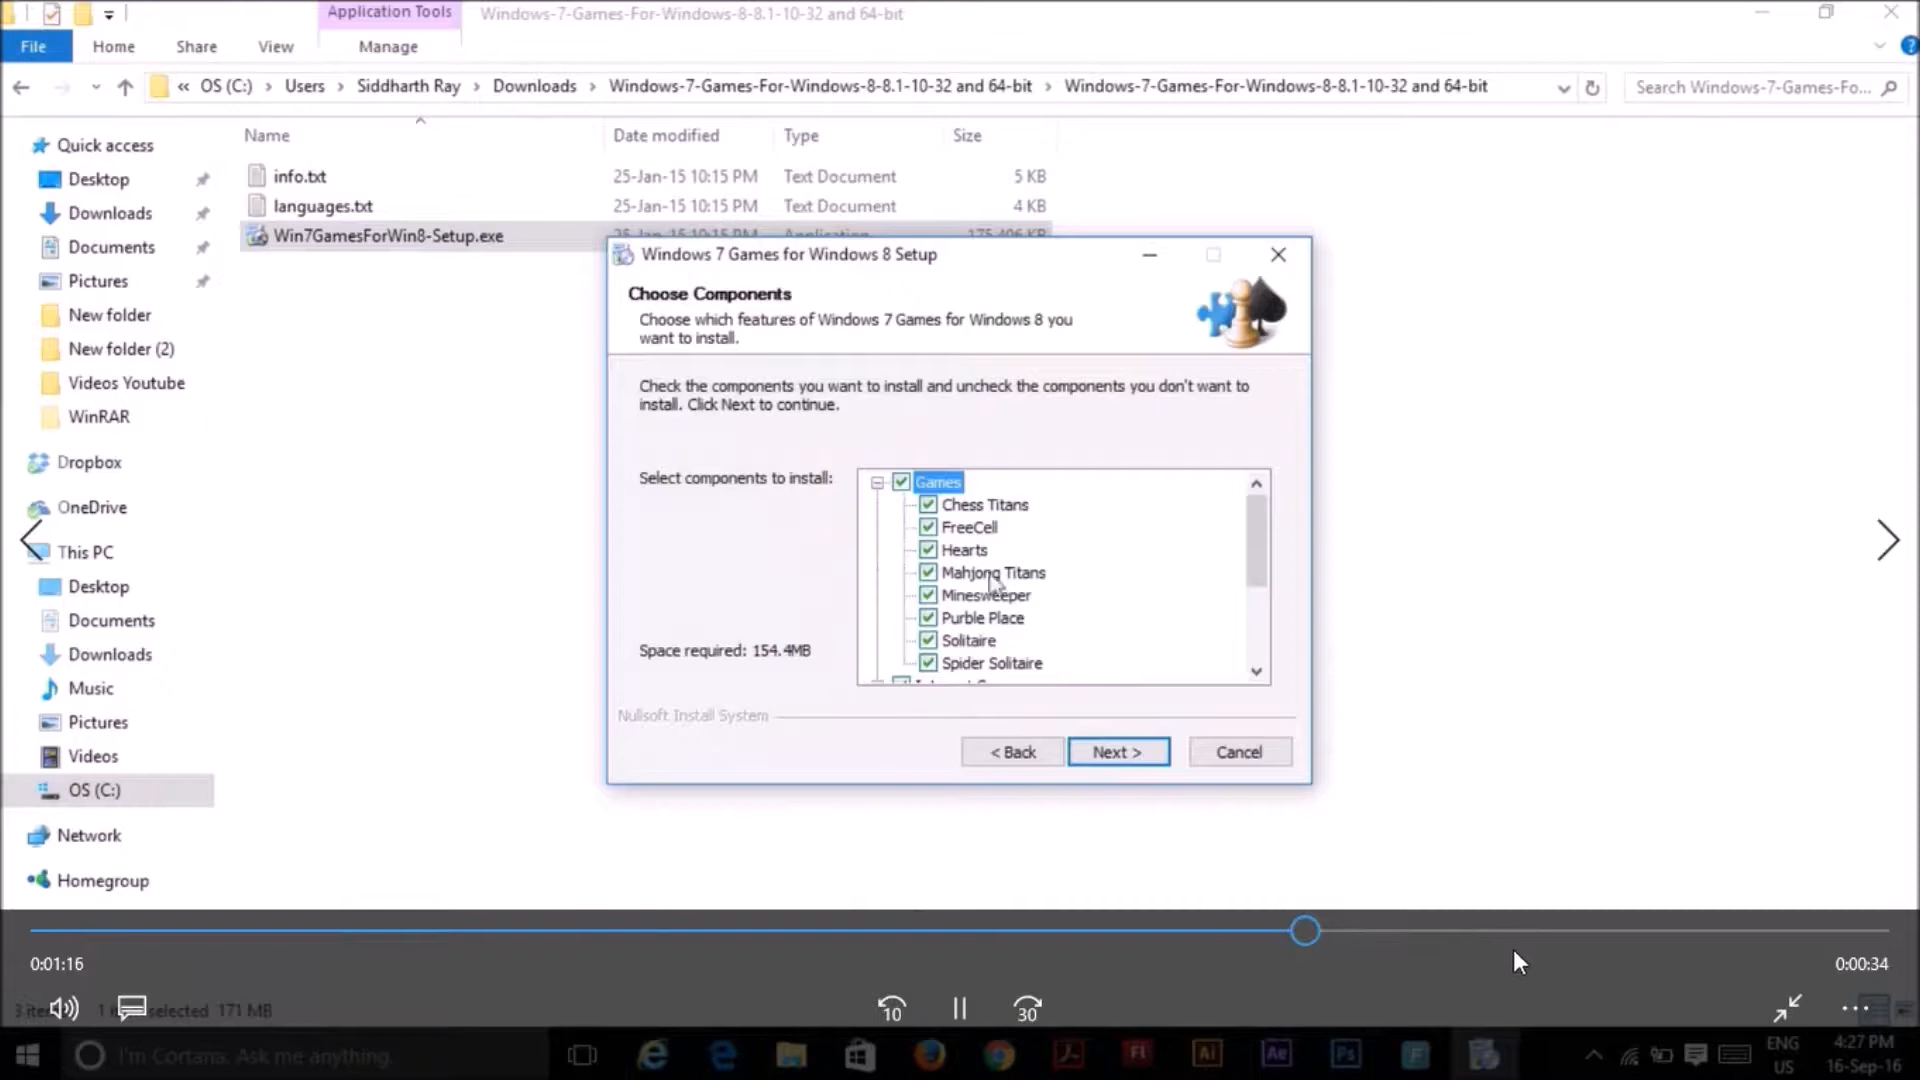 Application Tools
Windows-7-Games-For-Windows-8-8.1-10-32 and 64-bit
File Home Share View Manage
« OS (C:) › Users › Siddharth Ray › Downloads › Windows-7-Games-For-Windows-8-8.1-10-32 and 64-bit › Windows-7-Games-For-Windows-8-8.1-10-32 and 64-bit
Search Windows-7-Games-Fo...
Name Date modified Type Size
info.txt 25-Jan-15 10:15 PM Text Document 5 KB
languages.txt 25-Jan-15 10:15 PM Text Document 4 KB
Win7GamesForWin8-Setup.exe 25-Jan-15 10:15 PM Application 175,406 KB
Quick access
Desktop
Downloads
Documents
Pictures
New folder
New folder (2)
Videos Youtube
WinRAR
Dropbox
OneDrive
This PC
Desktop
Documents
Downloads
Music
Pictures
Videos
OS (C:)
Network
Homegroup
Windows 7 Games for Windows 8 Setup
Choose Components
Choose which features of Windows 7 Games for Windows 8 you
want to install.
Check the components you want to install and uncheck the components you don't want to
install. Click Next to continue.
Select components to install:
Games
Chess Titans
FreeCell
Hearts
Mahjong Titans
Minesweeper
Purble Place
Solitaire
Spider Solitaire
Space required: 154.4MB
Nullsoft Install System
< Back
Next >
Cancel
0:01:16
0:00:34
selected 171 MB
10
30
I'm Cortana. Ask me anything.
ENG
US
4:27 PM
16-Sep-16